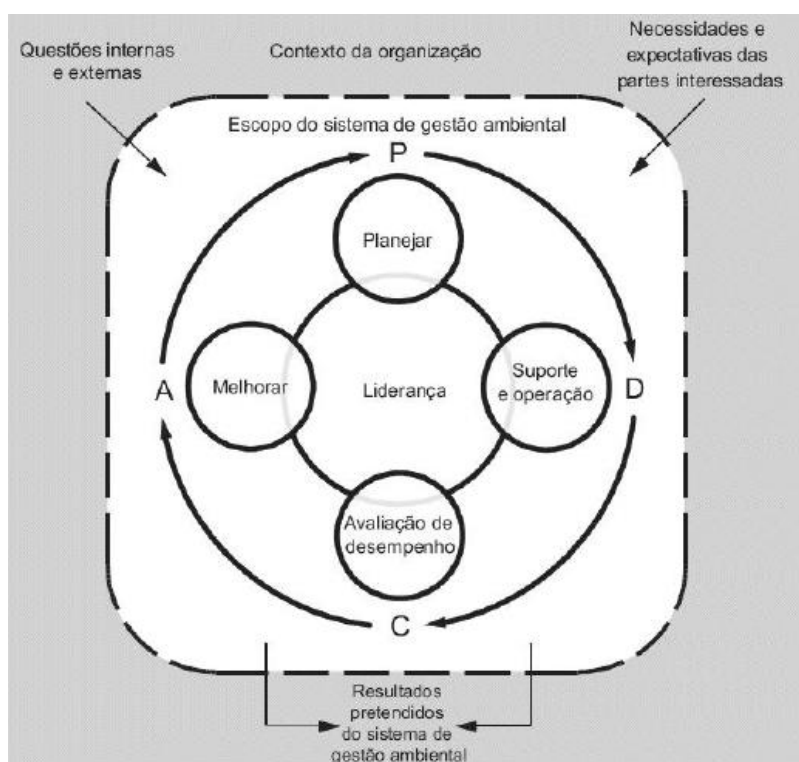 Questões internas
e externas
Contexto da organização
Necessidades e
expectativas das
partes interessadas
Escopo do sistema de gestão ambiental
P
Planejar
A
Melhorar
Liderança
Suporte
e operação
D
Avaliação de
desempenho
C
Resultados
pretendidos
do sistema de
gestão ambiental